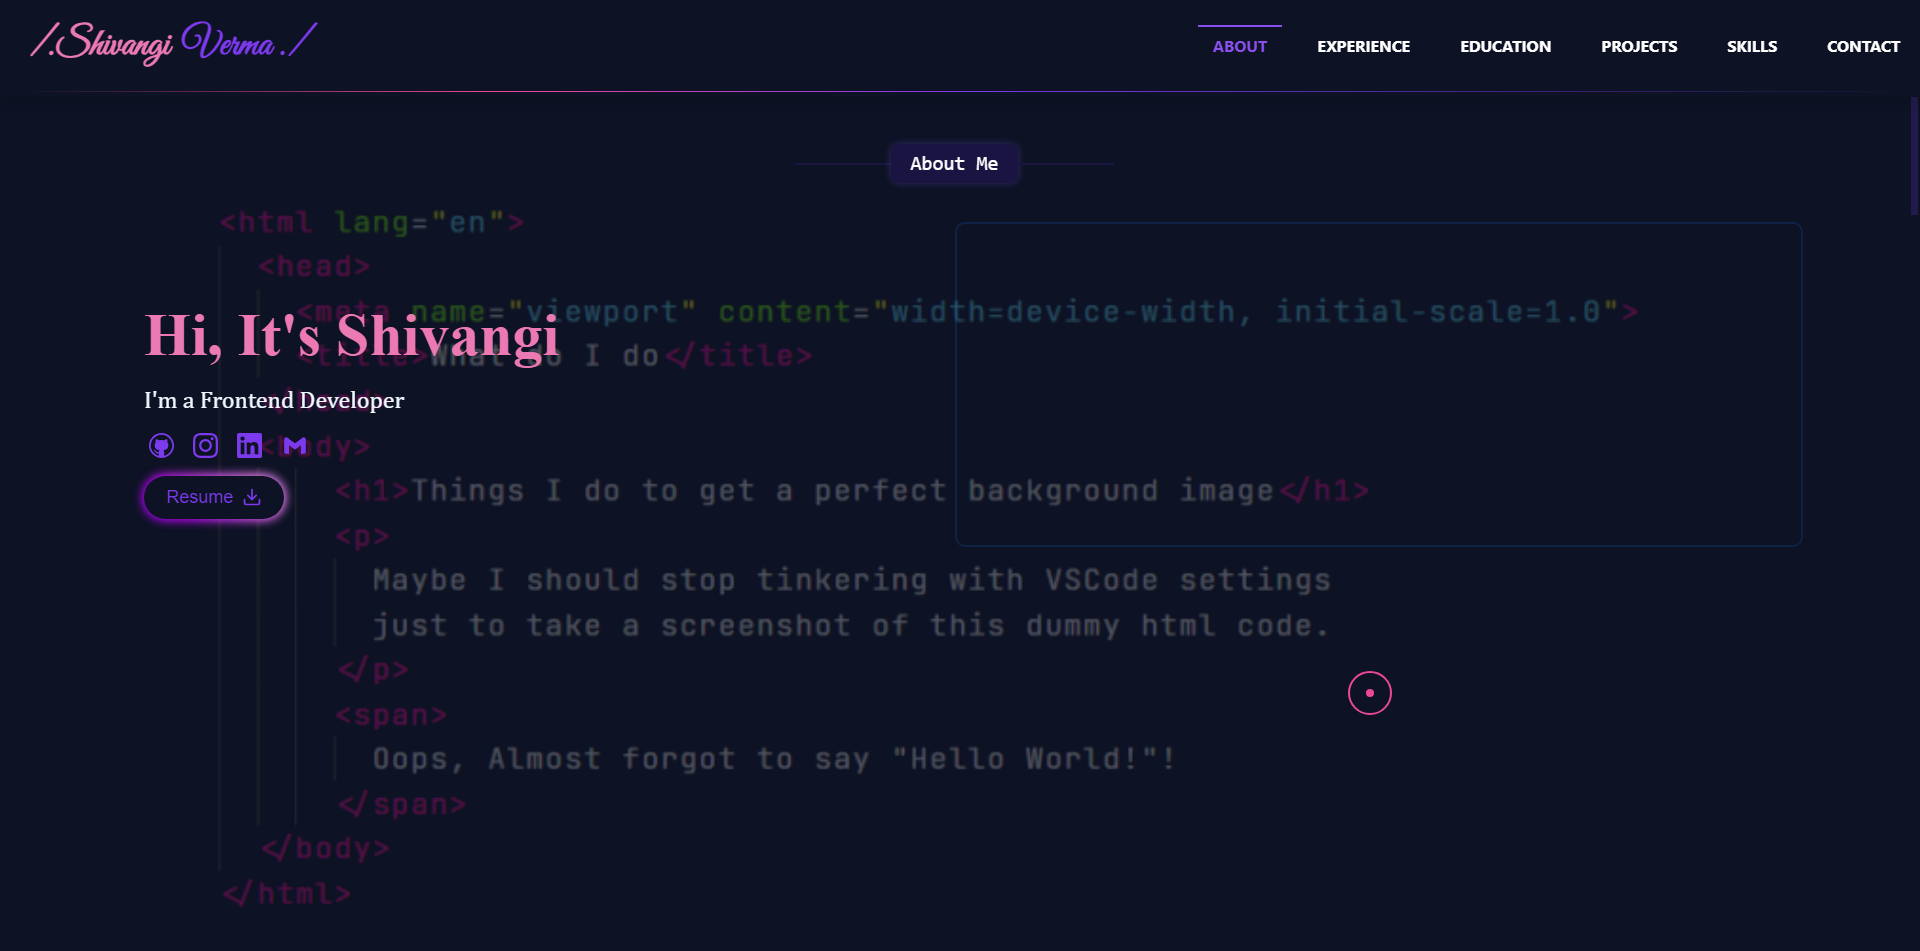 /.Shivangi Verma ./
ABOUT EXPERIENCE EDUCATION PROJECTS SKILLS CONTACT
About Me
<html lang="en">
<head>
<meta name="viewport" content="width=device-width, initial-scale=1.0">
Hi, It's Shivangi
<title>What do I do</title>
</head>
I'm a Frontend Developer
<body>
Resume
<h1>Things I do to get a perfect background image</h1>
<p>
Maybe I should stop tinkering with VSCode settings
just to take a screenshot of this dummy html code.
</p>
<span>
Oops, Almost forgot to say "Hello World!"!
</span>
</body>
</html>